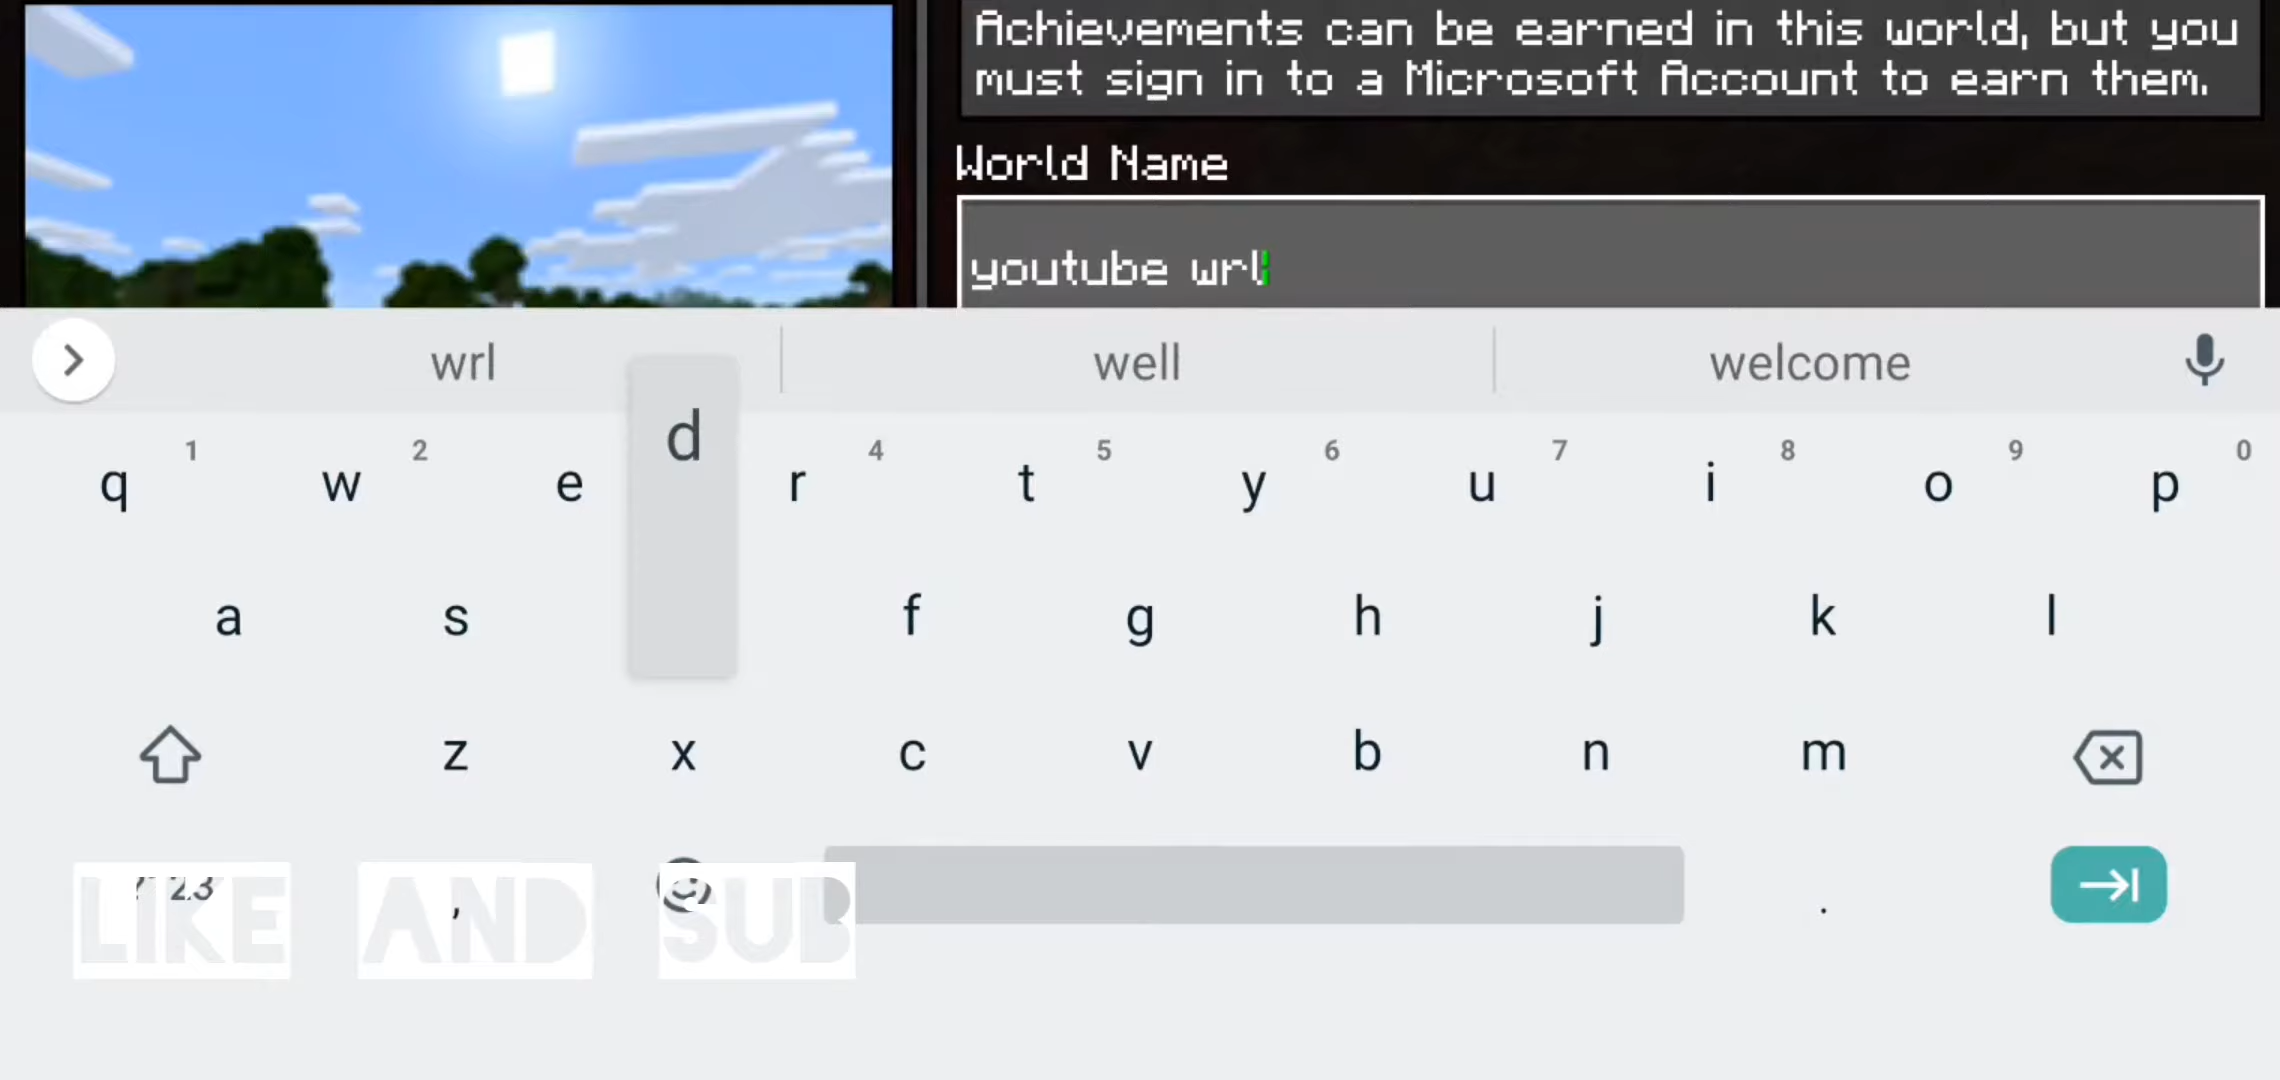 Achievements can be earned in this world, but you
must sign in to a Microsoft Account to earn them.
World Name
youtube wrl
wrl well welcome
d
1 2 4 5 6 7 8 9 0
q w e r t y u i o p
a s f g h j k l
z x c v b n m
, .
LIKE AND SUB